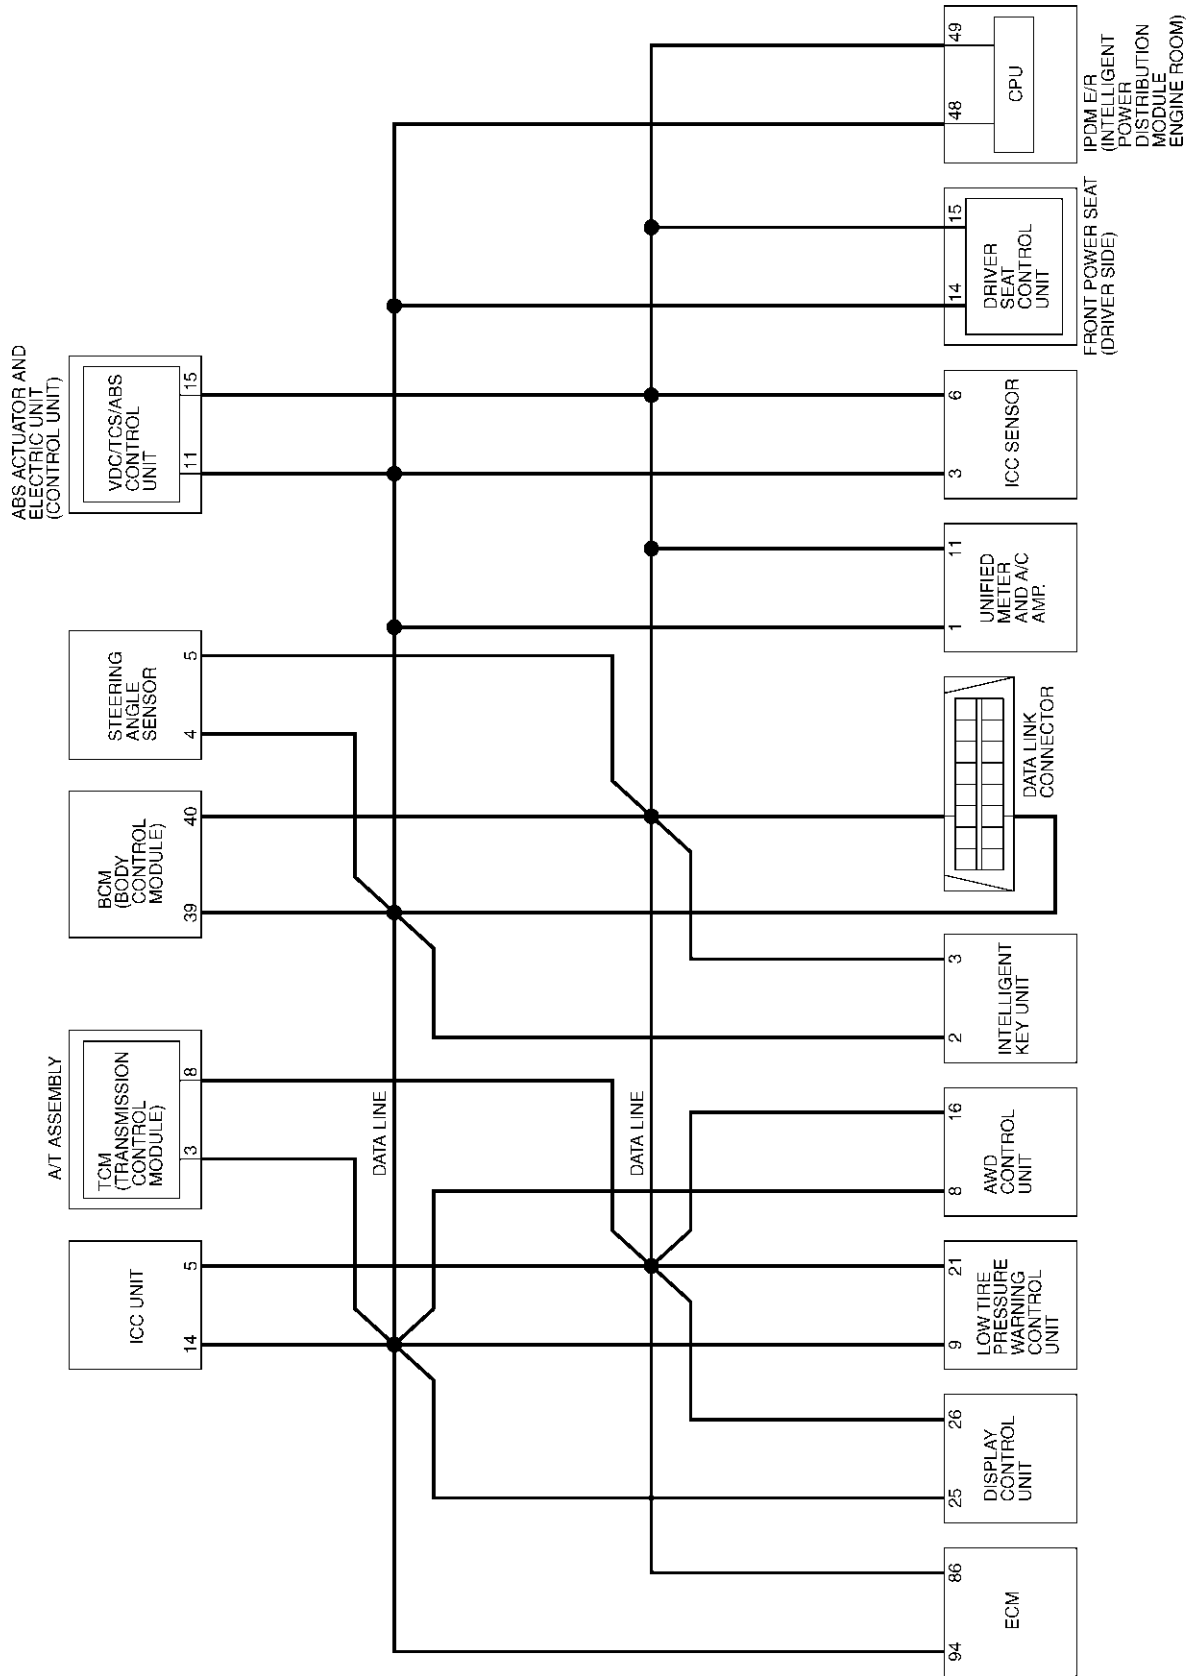 ABS ACTUATOR AND
ELECTRIC UNIT
(CONTROL UNIT)
A/T ASSEMBLY
ICC UNIT
14
5
TCM
(TRANSMISSION
CONTROL
MODULE)
3
8
BCM
(BODY
CONTROL
MODULE)
39
40
STEERING
ANGLE
SENSOR
4
5
VDC/TCS/ABS
CONTROL
UNIT
11
15
DATA LINE
DATA LINE
94
86
ECM
25
26
DISPLAY
CONTROL
UNIT
9
21
LOW TIRE
PRESSURE
WARNING
CONTROL
UNIT
8
16
AWD
CONTROL
UNIT
2
3
INTELLIGENT
KEY UNIT
DATA LINK
CONNECTOR
1
11
UNIFIED
METER
AND A/C
AMP.
3
6
ICC SENSOR
14
15
DRIVER
SEAT
CONTROL
UNIT
FRONT POWER SEAT
(DRIVER SIDE)
48
49
CPU
IPDM E/R
(INTELLIGENT
POWER
DISTRIBUTION
MODULE
ENGINE ROOM)